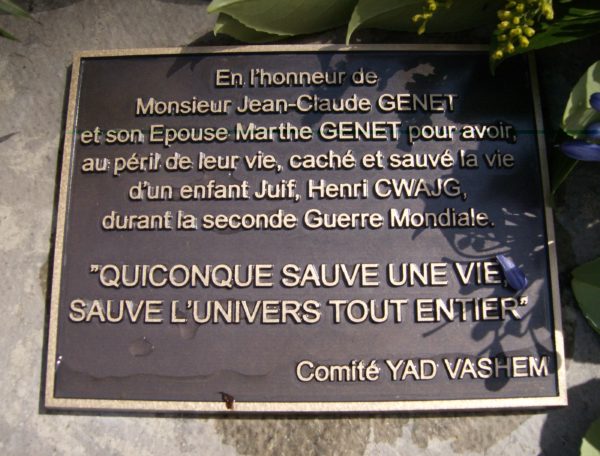 En l'honneur de
Monsieur Jean-Claude GENET
et son Epouse Marthe GENET pour avoir,
au péril de leur vie, caché et sauvé la vie
d'un enfant Juif, Henri CWAJG,
durant la seconde Guerre Mondiale.
"QUICONQUE SAUVE UNE VIE,
SAUVE L'UNIVERS TOUT ENTIER"
Comité YAD VASHEM